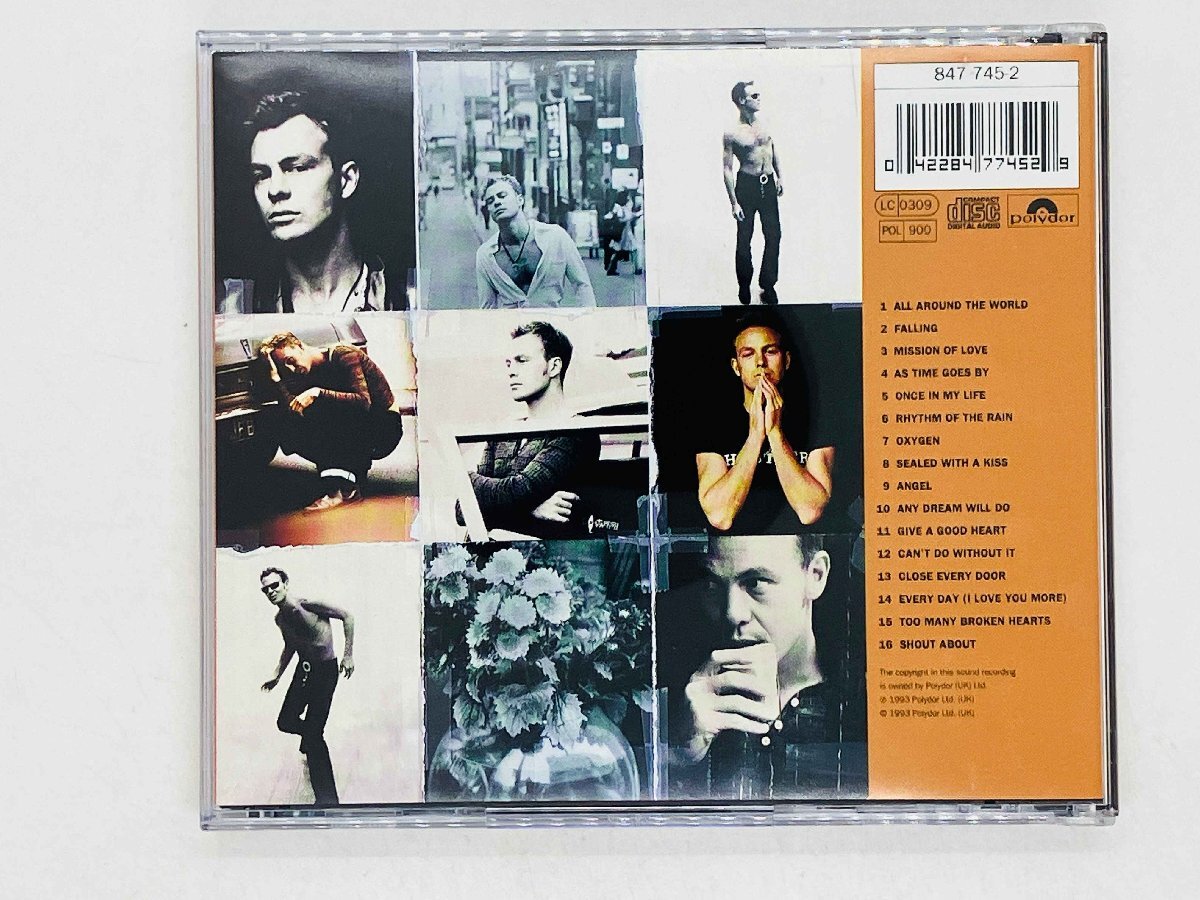 847 745-2
0 42284 77452 9
LC 0309
COMPACT disc DIGITAL AUDIO
polydor
POL 900
1 ALL AROUND THE WORLD
2 FALLING
3 MISSION OF LOVE
4 AS TIME GOES BY
5 ONCE IN MY LIFE
6 RHYTHM OF THE RAIN
7 OXYGEN
8 SEALED WITH A KISS
9 ANGEL
10 ANY DREAM WILL DO
11 GIVE A GOOD HEART
12 CAN'T DO WITHOUT IT
13 CLOSE EVERY DOOR
14 EVERY DAY (I LOVE YOU MORE)
15 TOO MANY BROKEN HEARTS
16 SHOUT ABOUT
The copyright in this sound recording
is owned by Polydor (UK) Ltd.
℗ 1993 Polydor Ltd. (UK)
© 1993 Polydor Ltd. (UK)